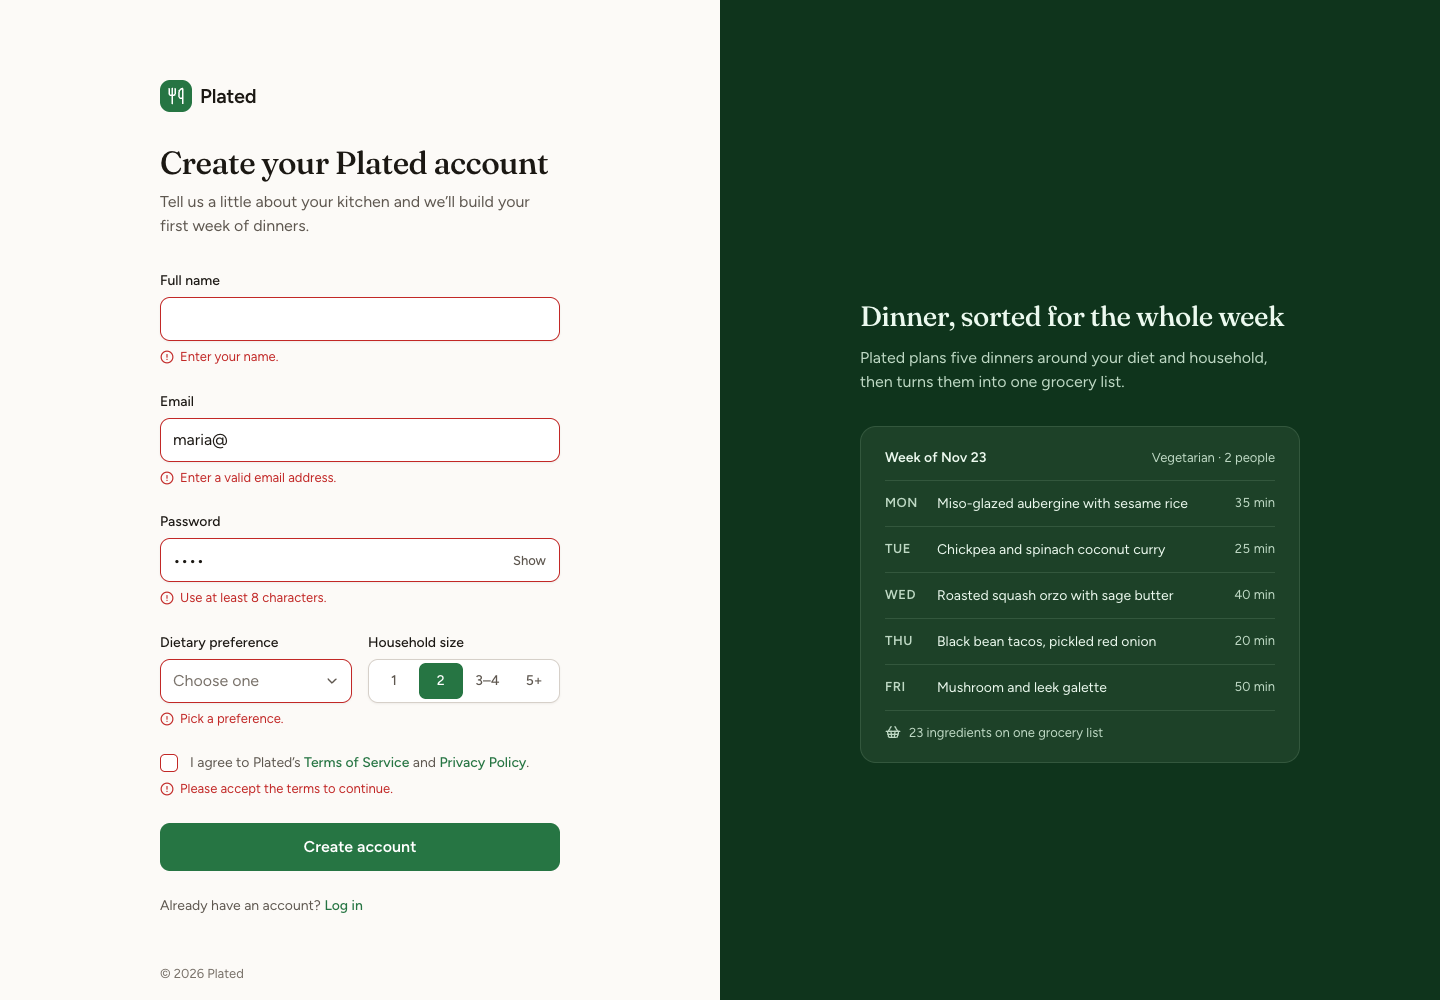 Plated
Create your Plated account
Tell us a little about your kitchen and we’ll build your
first week of dinners.
Full name
Enter your name.
Email
maria@
Enter a valid email address.
Password
••••
Show
Use at least 8 characters.
Dietary preference
Choose one
Pick a preference.
Household size
1 2 3–4 5+
I agree to Plated’s Terms of Service and Privacy Policy.
Please accept the terms to continue.
Create account
Already have an account? Log in
© 2026 Plated
Dinner, sorted for the whole week
Plated plans five dinners around your diet and household,
then turns them into one grocery list.
Week of Nov 23 Vegetarian · 2 people
MON Miso-glazed aubergine with sesame rice 35 min
TUE Chickpea and spinach coconut curry 25 min
WED Roasted squash orzo with sage butter 40 min
THU Black bean tacos, pickled red onion 20 min
FRI Mushroom and leek galette 50 min
23 ingredients on one grocery list